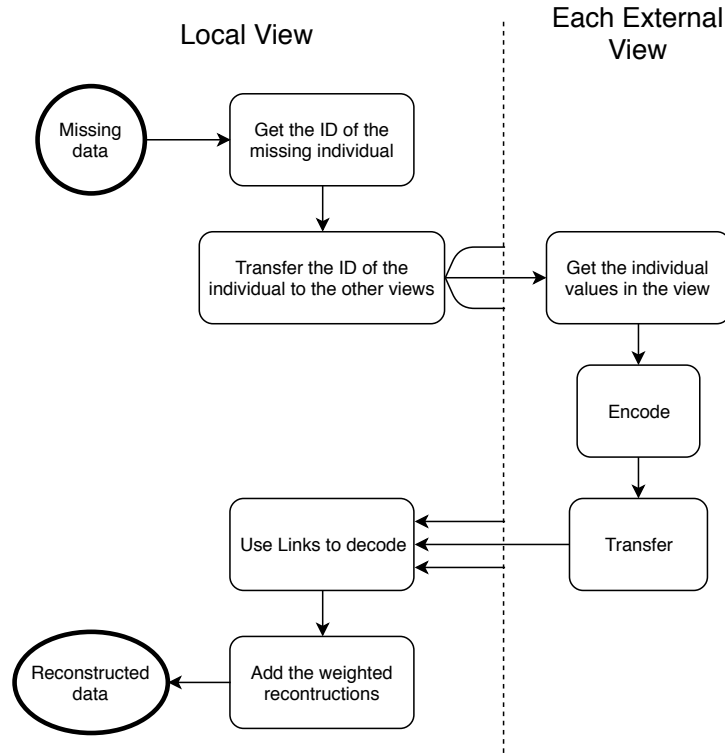 Local View
Each External
View
Missing
data
Get the ID of the
missing individual
Transfer the ID of the
individual to the other views
Get the individual
values in the view
Encode
Use Links to decode
Transfer
Reconstructed
data
Add the weighted
recontructions